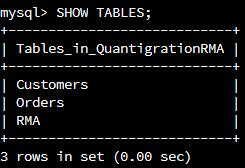 mysql> SHOW TABLES;
+----------------------------+
| Tables_in_QuantigrationRMA |
+----------------------------+
| Customers                  |
| Orders                     |
| RMA                        |
+----------------------------+
3 rows in set (0.00 sec)